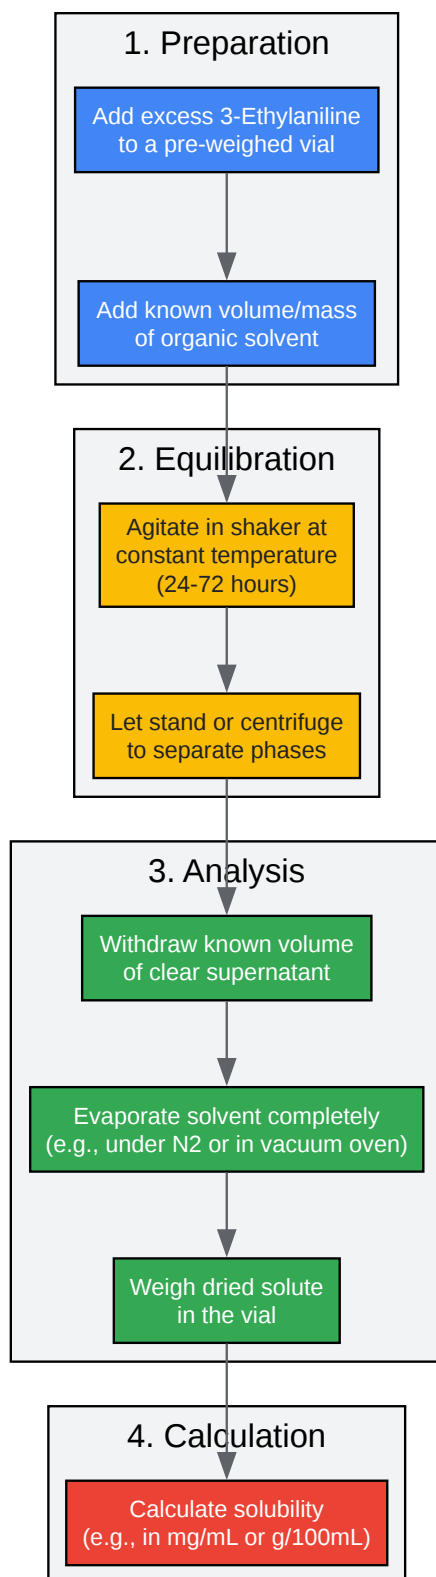 1. Preparation
Add excess 3-Ethylaniline
to a pre-weighed vial
Add known volume/mass
of organic solvent
2. Equilibration
Agitate in shaker at
constant temperature
(24-72 hours)
Let stand or centrifuge
to separate phases
3. Analysis
Withdraw known volume
of clear supernatant
Evaporate solvent completely
(e.g., under N2 or in vacuum oven)
Weigh dried solute
in the vial
4. Calculation
Calculate solubility
(e.g., in mg/mL or g/100mL)